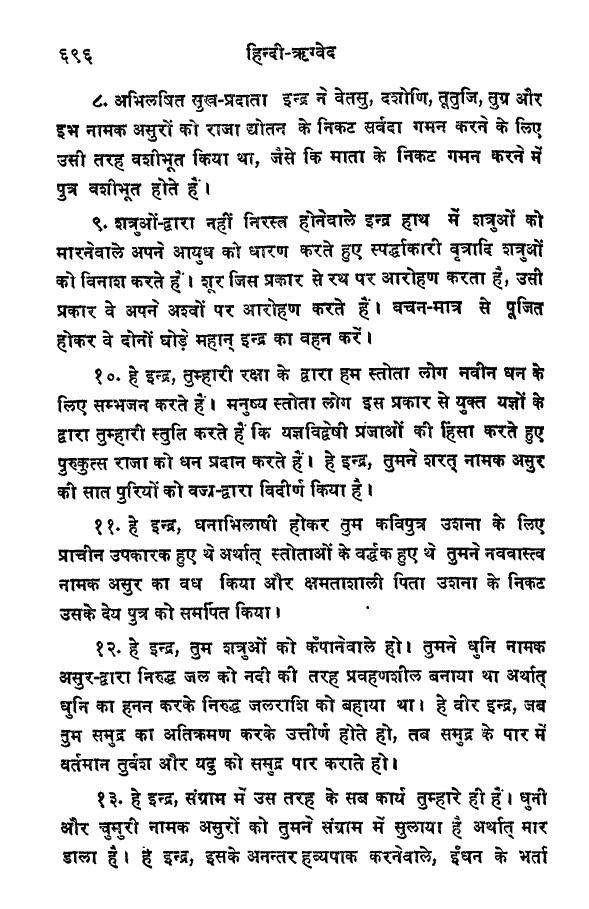 ६९६ हिन्दी-ऋग्वेद
८. अभिलषित सुख-प्रदाता इन्द्र ने वेतसु, दशोणि, तूतुजि, तुग्र और
इभ नामक असुरों को राजा द्योतन के निकट सर्वदा गमन करने के लिए
उसी तरह वशीभूत किया था, जैसे कि माता के निकट गमन करने में
पुत्र वशीभूत होते हैं।
९. शत्रुओं-द्वारा नहीं निरस्त्र होनेवाले इन्द्र हाथ में शत्रुओं को
मारनेवाले अपने आयुध को धारण करते हुए स्पर्द्धाकारी वृत्रादि शत्रुओं
को विनाश करते हैं। शूर जिस प्रकार से रथ पर आरोहण करता है, उसी
प्रकार वे अपने अश्वों पर आरोहण करते हैं। वचन-मात्र से पूजित
होकर वे दोनों घोड़े महान् इन्द्र का वहन करें।
१०. हे इन्द्र, तुम्हारी रक्षा के द्वारा हम स्तोता लोग नवीन धन के
लिए सम्भजन करते हैं। मनुष्य स्तोता लोग इस प्रकार से युक्त यज्ञों के
द्वारा तुम्हारी स्तुति करते हैं कि यज्ञविद्वेषी प्रजाओं की हिंसा करते हुए
पुरुकुत्स राजा को धन प्रदान करते हैं। हे इन्द्र, तुमने शरत् नामक असुर
की सात पुरियों को वज्र-द्वारा विदीर्ण किया है।
११. हे इन्द्र, धनाभिलाषी होकर तुम कविपुत्र उशना के लिए
प्राचीन उपकारक हुए थे अर्थात् स्तोताओं के वर्द्धक हुए थे तुमने नववास्त्व
नामक असुर का वध किया और क्षमताशाली पिता उशना के निकट
उसके देय पुत्र को समर्पित किया।
१२. हे इन्द्र, तुम शत्रुओं को कँपानेवाले हो। तुमने धुनि नामक
असुर-द्वारा निरुद्ध जल को नदी की तरह प्रवहणशील बनाया था अर्थात्
धुनि का हनन करके निरुद्ध जलराशि को बहाया था। हे वीर इन्द्र, जब
तुम समुद्र का अतिक्रमण करके उत्तीर्ण होते हो, तब समुद्र के पार में
वर्तमान तुर्वश और यदु को समुद्र पार कराते हो।
१३. हे इन्द्र, संग्राम में उस तरह के सब कार्य तुम्हारे ही हैं। धुनी
और चुमुरी नामक असुरों को तुमने संग्राम में सुलाया है अर्थात् मार
डाला है। हे इन्द्र, इसके अनन्तर हव्यपाक करनेवाले, ईंधन के भर्ता